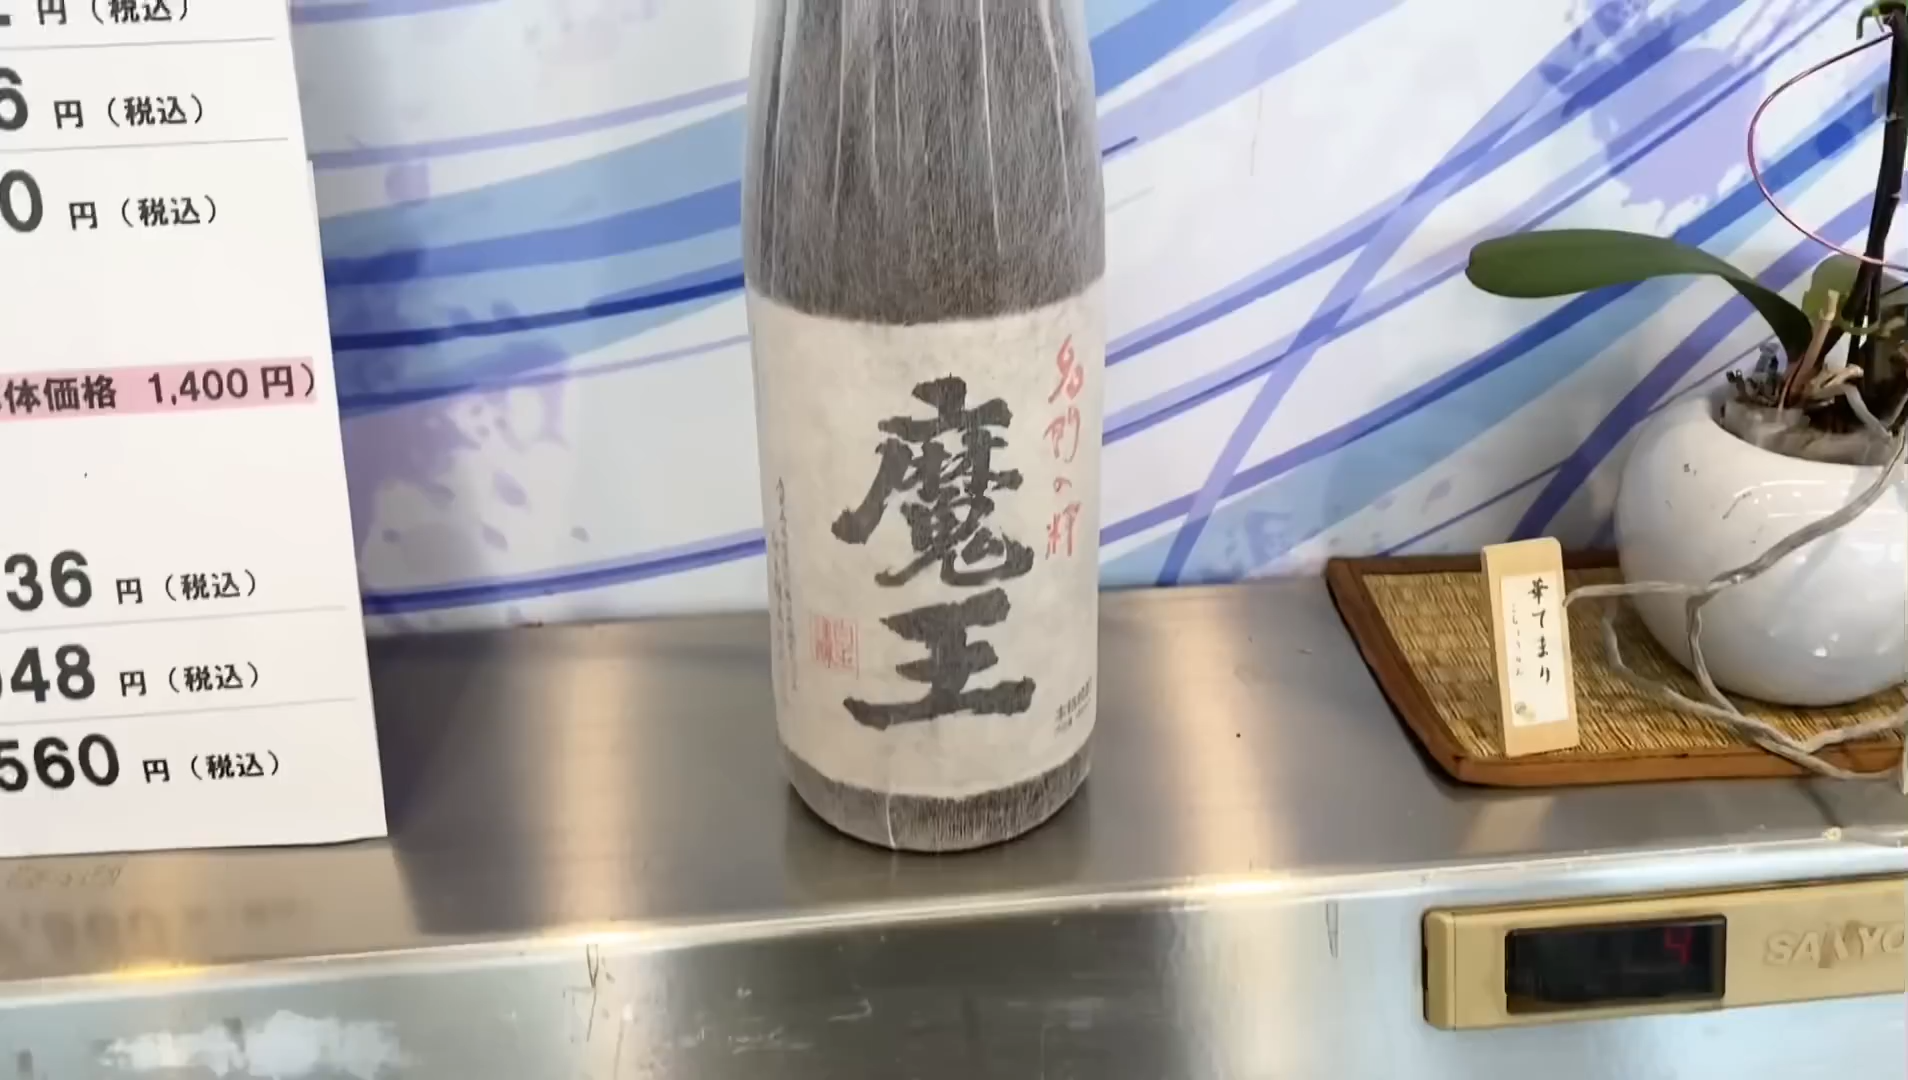 円（税込）
6 円（税込）
0 円（税込）
体価格 1,400円）
36 円（税込）
48 円（税込）
560 円（税込）
名門の粋
魔王
華てまり
4
SANYO